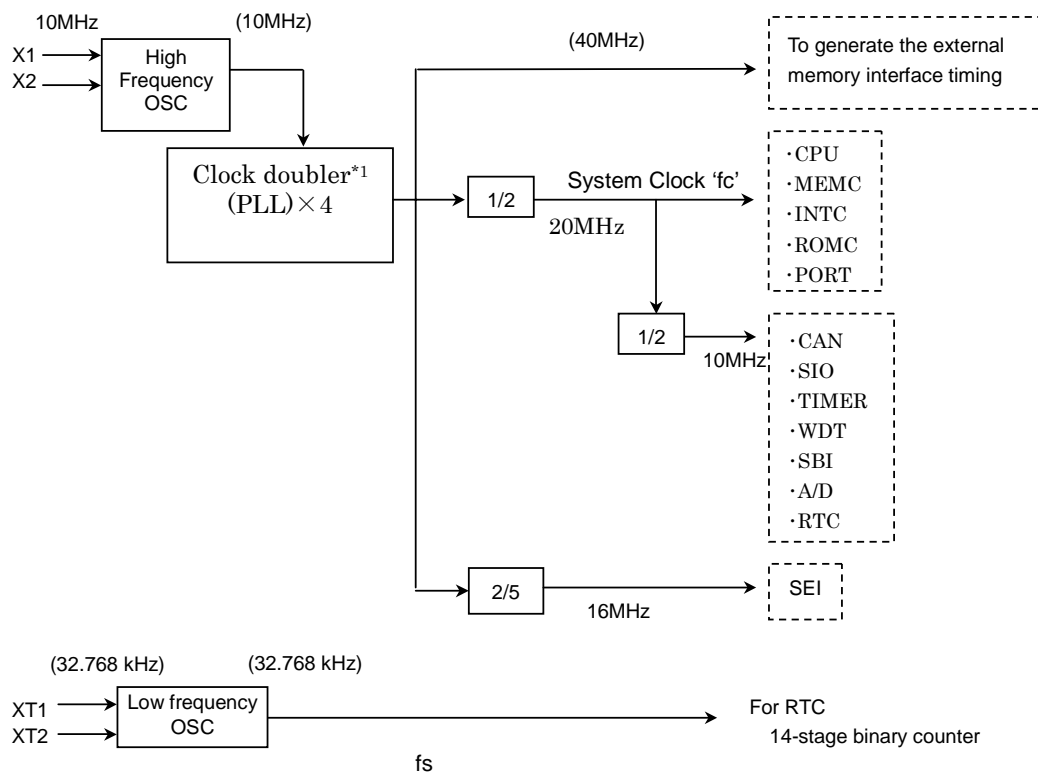 10MHz
(10MHz)
X1
X2
High
Frequency
OSC
(40MHz)
To generate the external
memory interface timing
Clock doubler*1
(PLL)×4
1/2
System Clock ‘fc’
20MHz
・CPU
・MEMC
・INTC
・ROMC
・PORT
1/2
10MHz
・CAN
・SIO
・TIMER
・WDT
・SBI
・A/D
・RTC
2/5
16MHz
SEI
(32.768 kHz)
(32.768 kHz)
XT1
XT2
Low frequency
OSC
fs
For RTC
14-stage binary counter